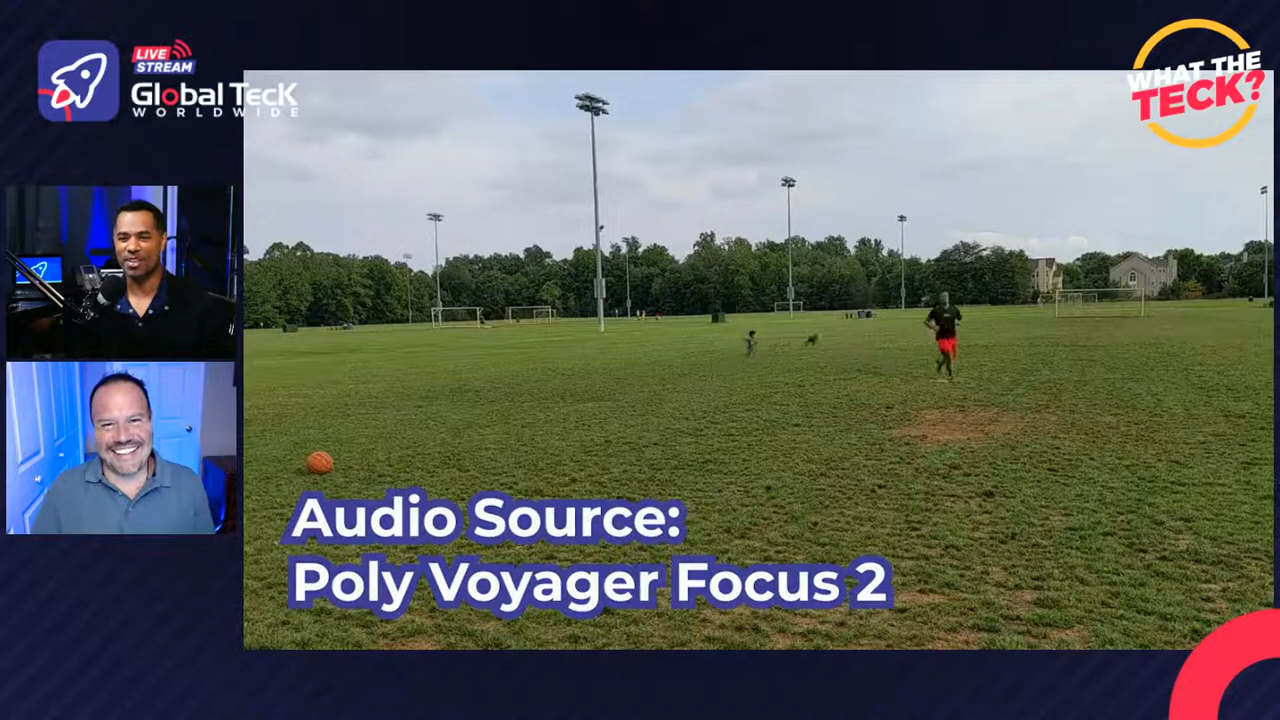 LIVE
STREAM
Global Teck
WORLDWIDE
WHAT THE
TECK?
Audio Source:
Poly Voyager Focus 2